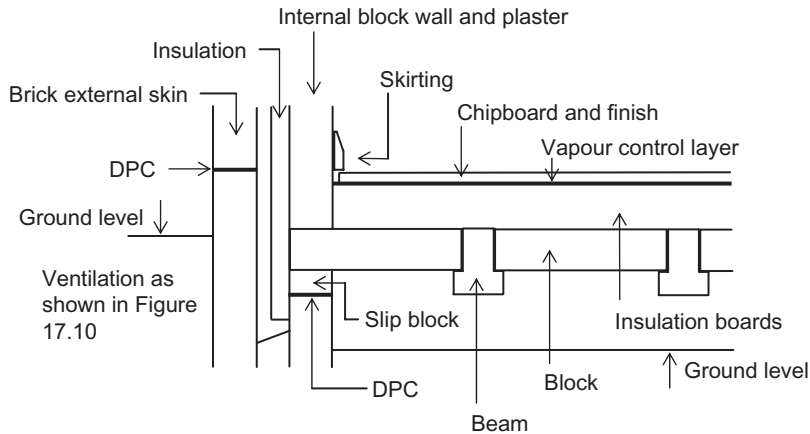 Internal block wall and plaster
Insulation
Skirting
Brick external skin
Chipboard and finish
Vapour control layer
DPC
Ground level
Ventilation as
shown in Figure
17.10
Slip block
Insulation boards
DPC
Block
Ground level
Beam